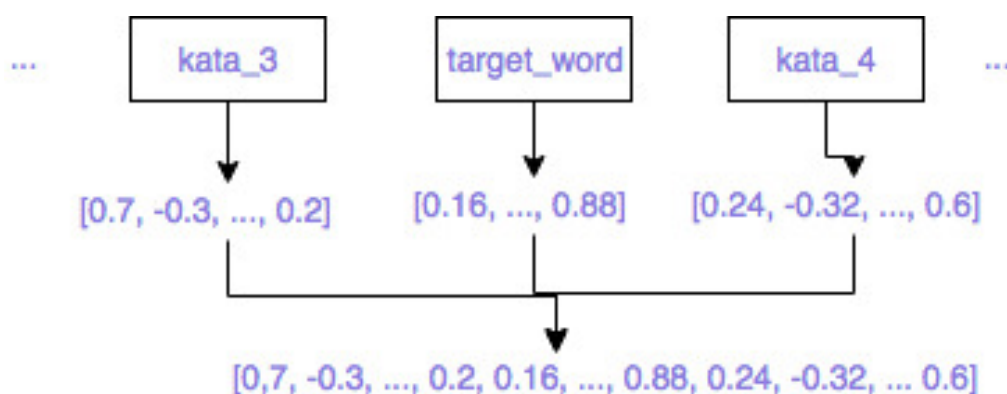 ... kata_3 target_word kata_4 ...
[0.7, -0.3, ..., 0.2] [0.16, ..., 0.88] [0.24, -0.32, ..., 0.6]
[0,7, -0.3, ..., 0.2, 0.16, ..., 0.88, 0.24, -0.32, ... 0.6]